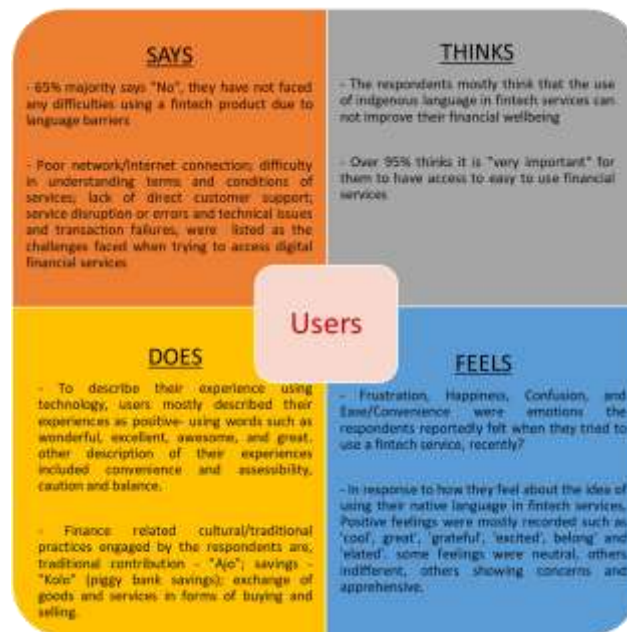 SAYS
- 65% majority says "No", they have not faced
any difficulties using a fintech product due to
language barriers
- Poor network/Internet connection; difficulty
in understanding terms and conditions of
services; lack of direct customer support;
service disruption or errors and technical issues
and transaction failures, were listed as the
challenges faced when trying to access digital
financial services
THINKS
- The respondents mostly think that the use
of indgenous language in fintech services can
not improve their financial wellbeing
- Over 95% thinks it is "very important" for
them to have access to easy to use financial
services
Users
DOES
- To describe their experience using
technology, users mostly described their
experiences as positive- using words such as
wonderful, excellent, awesome, and great.
other description of their experiences
included convenience and assessibility,
caution and balance.
- Finance related cultural/traditional
practices engaged by the respondents are,
traditional contribution - "Ajo"; savings -
"Kolo" (piggy bank savings); exchange of
goods and services in forms of buying and
selling.
FEELS
- Frustration, Happiness, Confusion, and
Ease/Convenience were emotions the
respondents reportedly felt when they tried to
use a fintech service, recently?
- In response to how they feel about the idea of
using their native language in fintech services,
Positive feelings were mostly recorded such as
'cool', great', 'grateful', 'excited', belong' and
'elated'. some feelings were neutral, others
indifferent, others showing concerns and
apprehensive.